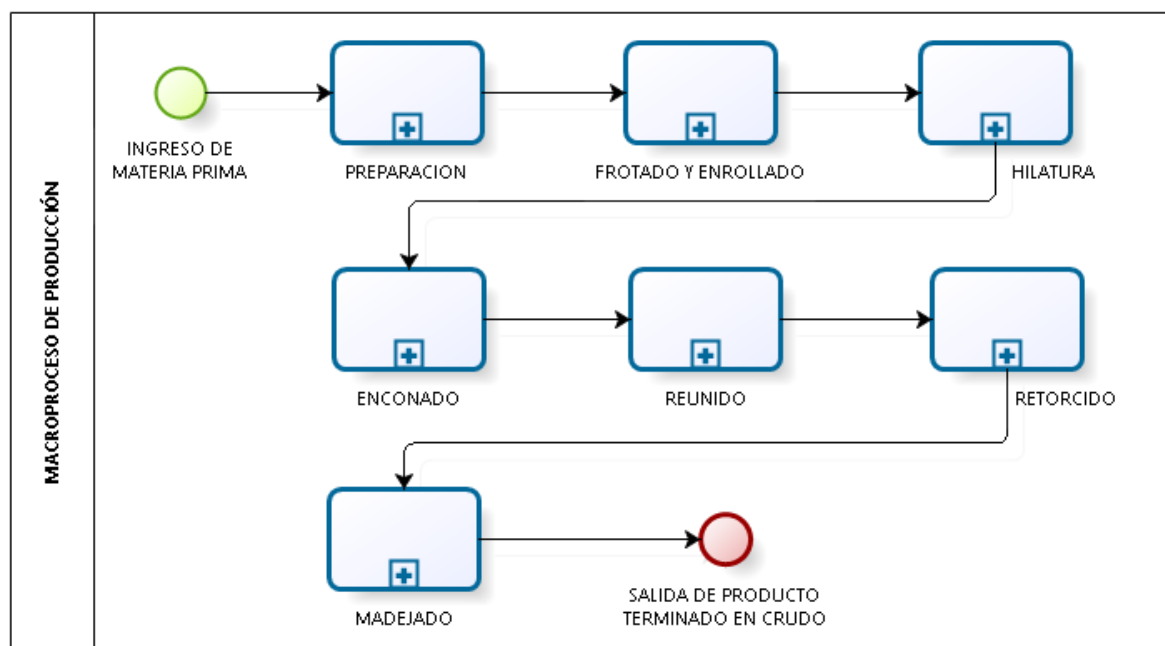 MACROPROCESO DE PRODUCCIÓN
INGRESO DE
MATERIA PRIMA
PREPARACION
FROTADO Y ENROLLADO
HILATURA
ENCONADO
REUNIDO
RETORCIDO
MADEJADO
SALIDA DE PRODUCTO
TERMINADO EN CRUDO